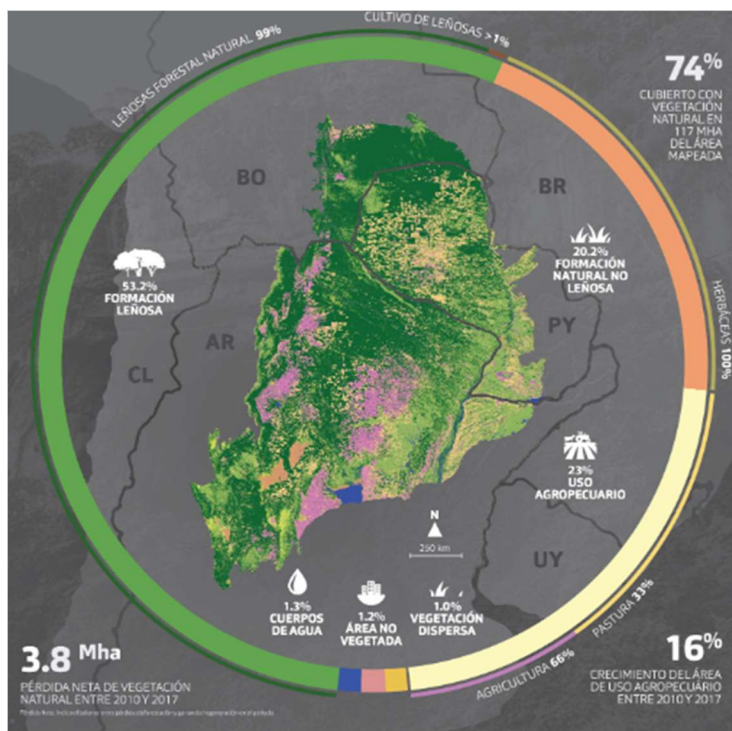 LEÑOSAS FORESTAL NATURAL 99%
CULTIVO DE LEÑOSAS >1%
74%
CUBIERTO CON
VEGETACIÓN
NATURAL EN
117 MHA
DEL ÁREA
MAPEADA
BO
BR
53.2%
FORMACIÓN
LEÑOSA
20.2%
FORMACIÓN
NATURAL NO
LEÑOSA
HERBÁCEAS 100%
AR
PY
CL
23%
USO
AGROPECUARIO
N
250 km
UY
1.3%
CUERPOS
DE AGUA
1.2%
ÁREA NO
VEGETADA
1.0%
VEGETACIÓN
DISPERSA
PASTURA 33%
AGRICULTURA 66%
3.8 Mha
PÉRDIDA NETA DE VEGETACIÓN
NATURAL ENTRE 2010 Y 2017
16%
CRECIMIENTO DEL ÁREA
DE USO AGROPECUÁRIO
ENTRE 2010 Y 2017